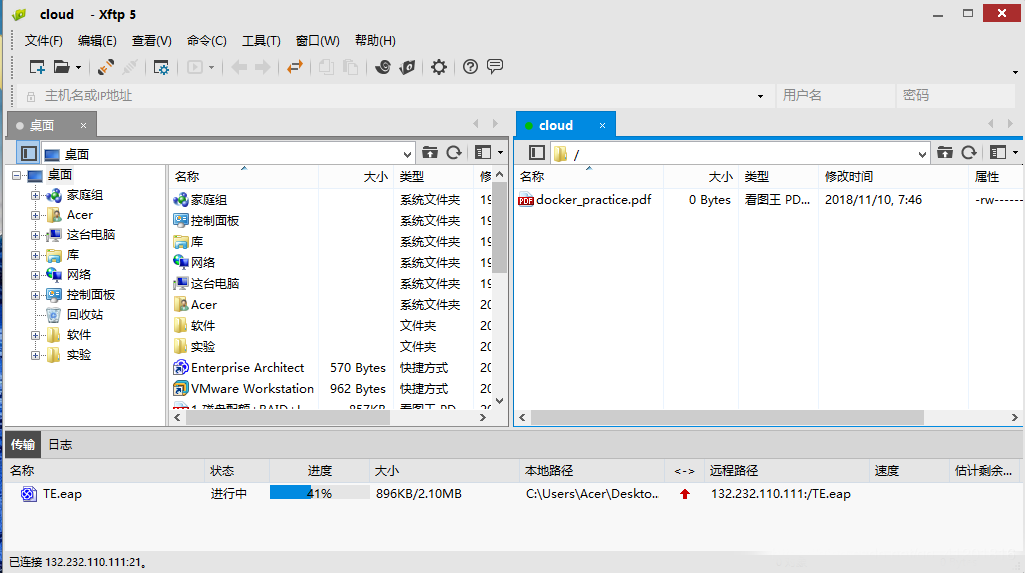 cloud - Xftp 5
文件(F) 编辑(E) 查看(V) 命令(C) 工具(T) 窗口(W) 帮助(H)
主机名或IP地址 用户名 密码
桌面 ×
cloud ×
桌面
/
桌面
家庭组
Acer
这台电脑
库
网络
控制面板
回收站
软件
实验
名称 大小 类型 修
家庭组 系统文件夹 19
控制面板 系统文件夹 19
库 系统文件夹 19
网络 系统文件夹 19
这台电脑 系统文件夹 19
Acer 系统文件夹 20
软件 文件夹 20
实验 文件夹 20
Enterprise Architect 570 Bytes 快捷方式 20
VMware Workstation 962 Bytes 快捷方式 20
857KB 看图王 PD... 20
名称 大小 类型 修改时间 属性
docker_practice.pdf 0 Bytes 看图王 PD... 2018/11/10, 7:46 -rw------
传输 日志
名称 状态 进度 大小 本地路径 <-> 远程路径 速度 估计剩余...
TE.eap 进行中 41% 896KB/2.10MB C:\Users\Acer\Deskto.. 132.232.110.111:/TE.eap
已连接 132.232.110.111:21。